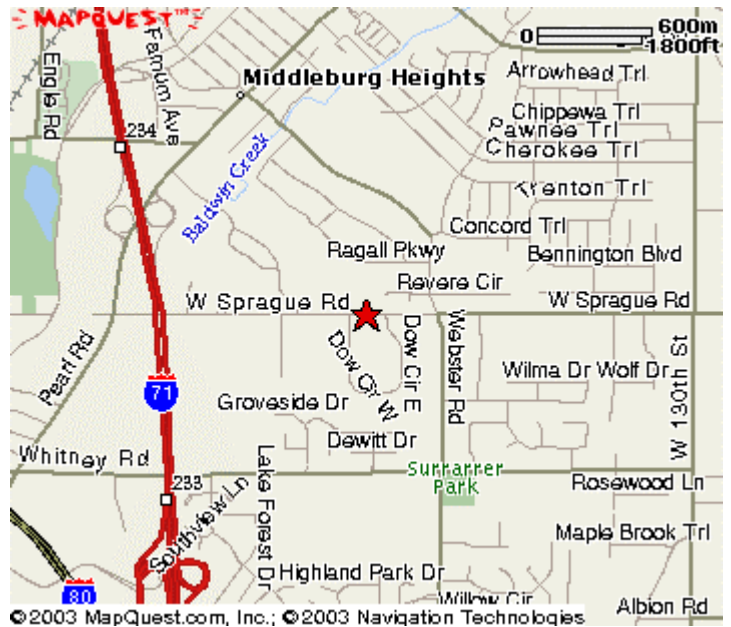 MAPQUEST
600m
0
1800ft
Engle Rd
Farnum Ave
Middleburg Heights
Arrowhead Trl
Chippewa Trl
Pawnee Trl
Cherokee Trl
234
Baldwin Creek
Trenton Trl
Concord Trl
Ragall Pkwy
Bennington Blvd
Revere Cir
W Sprague Rd
W Sprague Rd
Pearl Rd
Dow Cir W
Dow Cir E
Webster Rd
Wilma Dr
Wolf Dr
W 130th St
71
Groveside Dr
Dewitt Dr
Whitney Rd
Surrarrer
Park
233
Southview Ln
Lake Forest Dr
Rosewood Ln
Maple Brook Trl
Highland Park Dr
80
Willow Cir
Albion Rd
©2003 MapQuest.com, Inc.; ©2003 Navigation Technologies